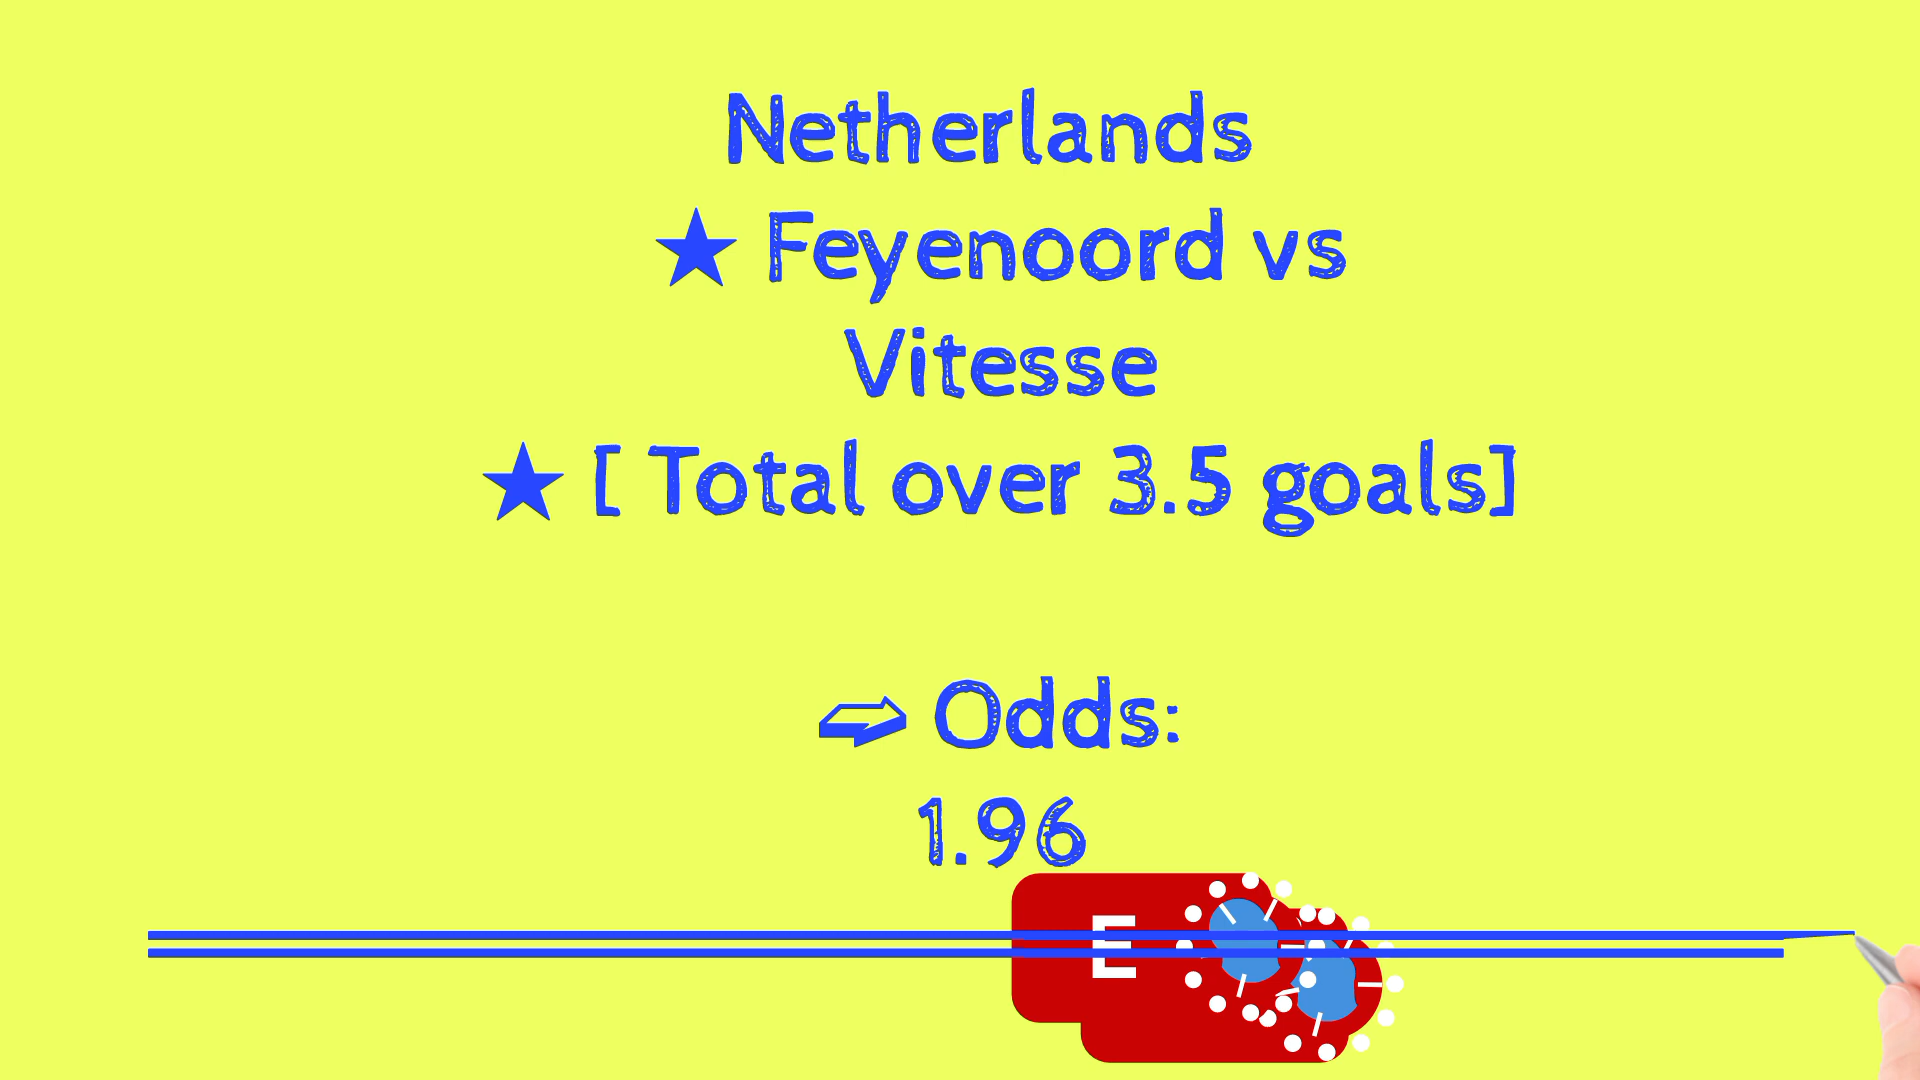 Netherlands
★ Feyenoord vs
Vitesse
★ [ Total over 3.5 goals]
➫ Odds:
1.96
E